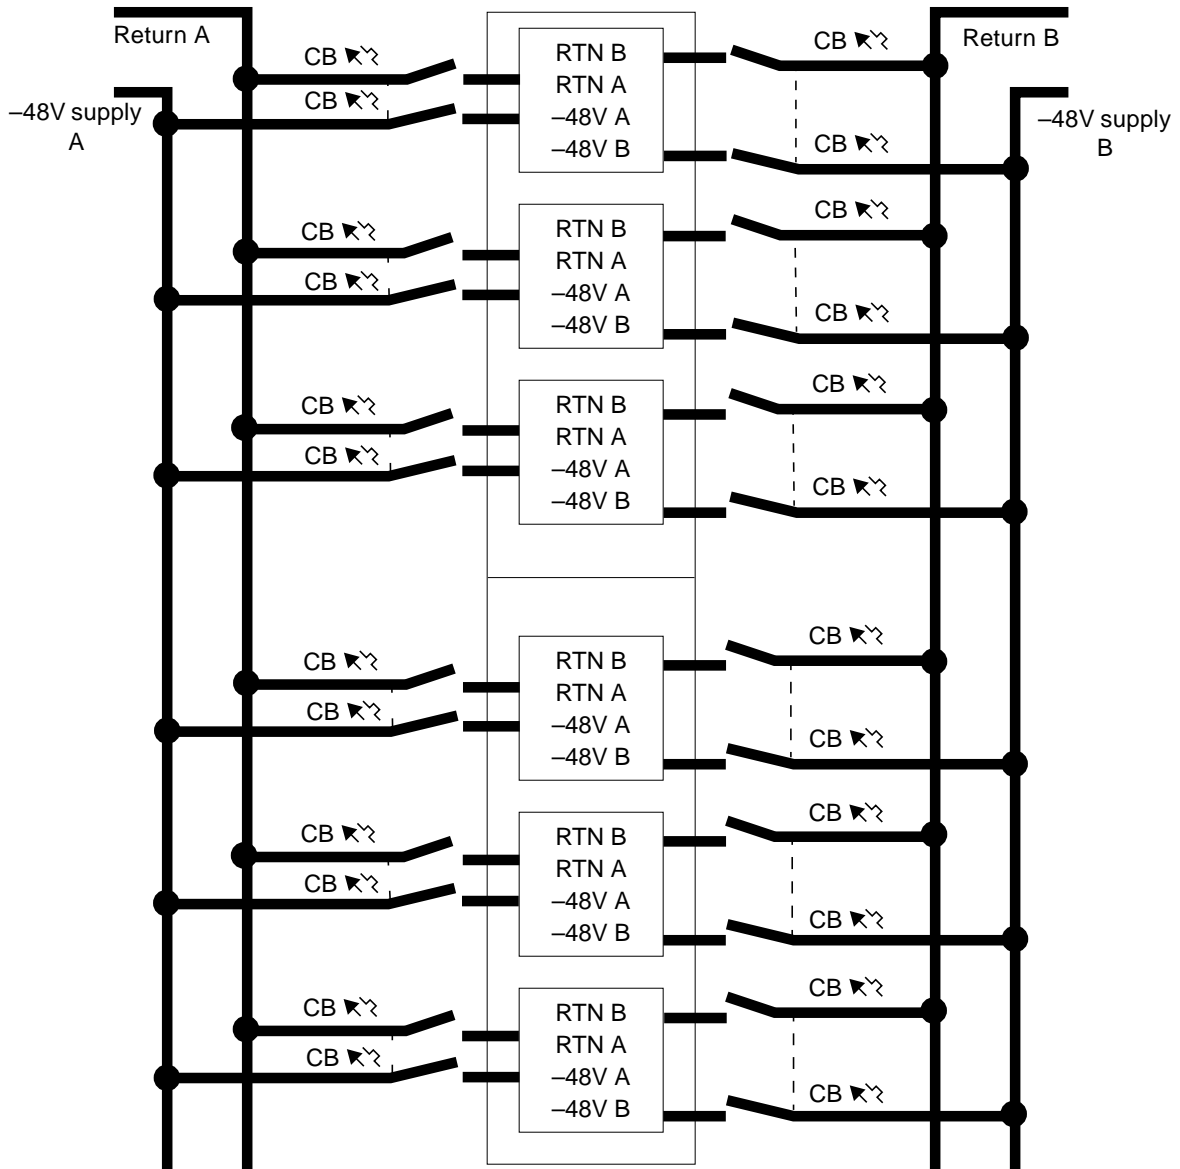 Return A
Return B
–48V supply
A
–48V supply
B
CB
CB
RTN B
RTN A
–48V A
–48V B
CB
CB
CB
CB
RTN B
RTN A
–48V A
–48V B
CB
CB
CB
CB
RTN B
RTN A
–48V A
–48V B
CB
CB
CB
CB
RTN B
RTN A
–48V A
–48V B
CB
CB
CB
CB
RTN B
RTN A
–48V A
–48V B
CB
CB
CB
CB
RTN B
RTN A
–48V A
–48V B
CB
CB